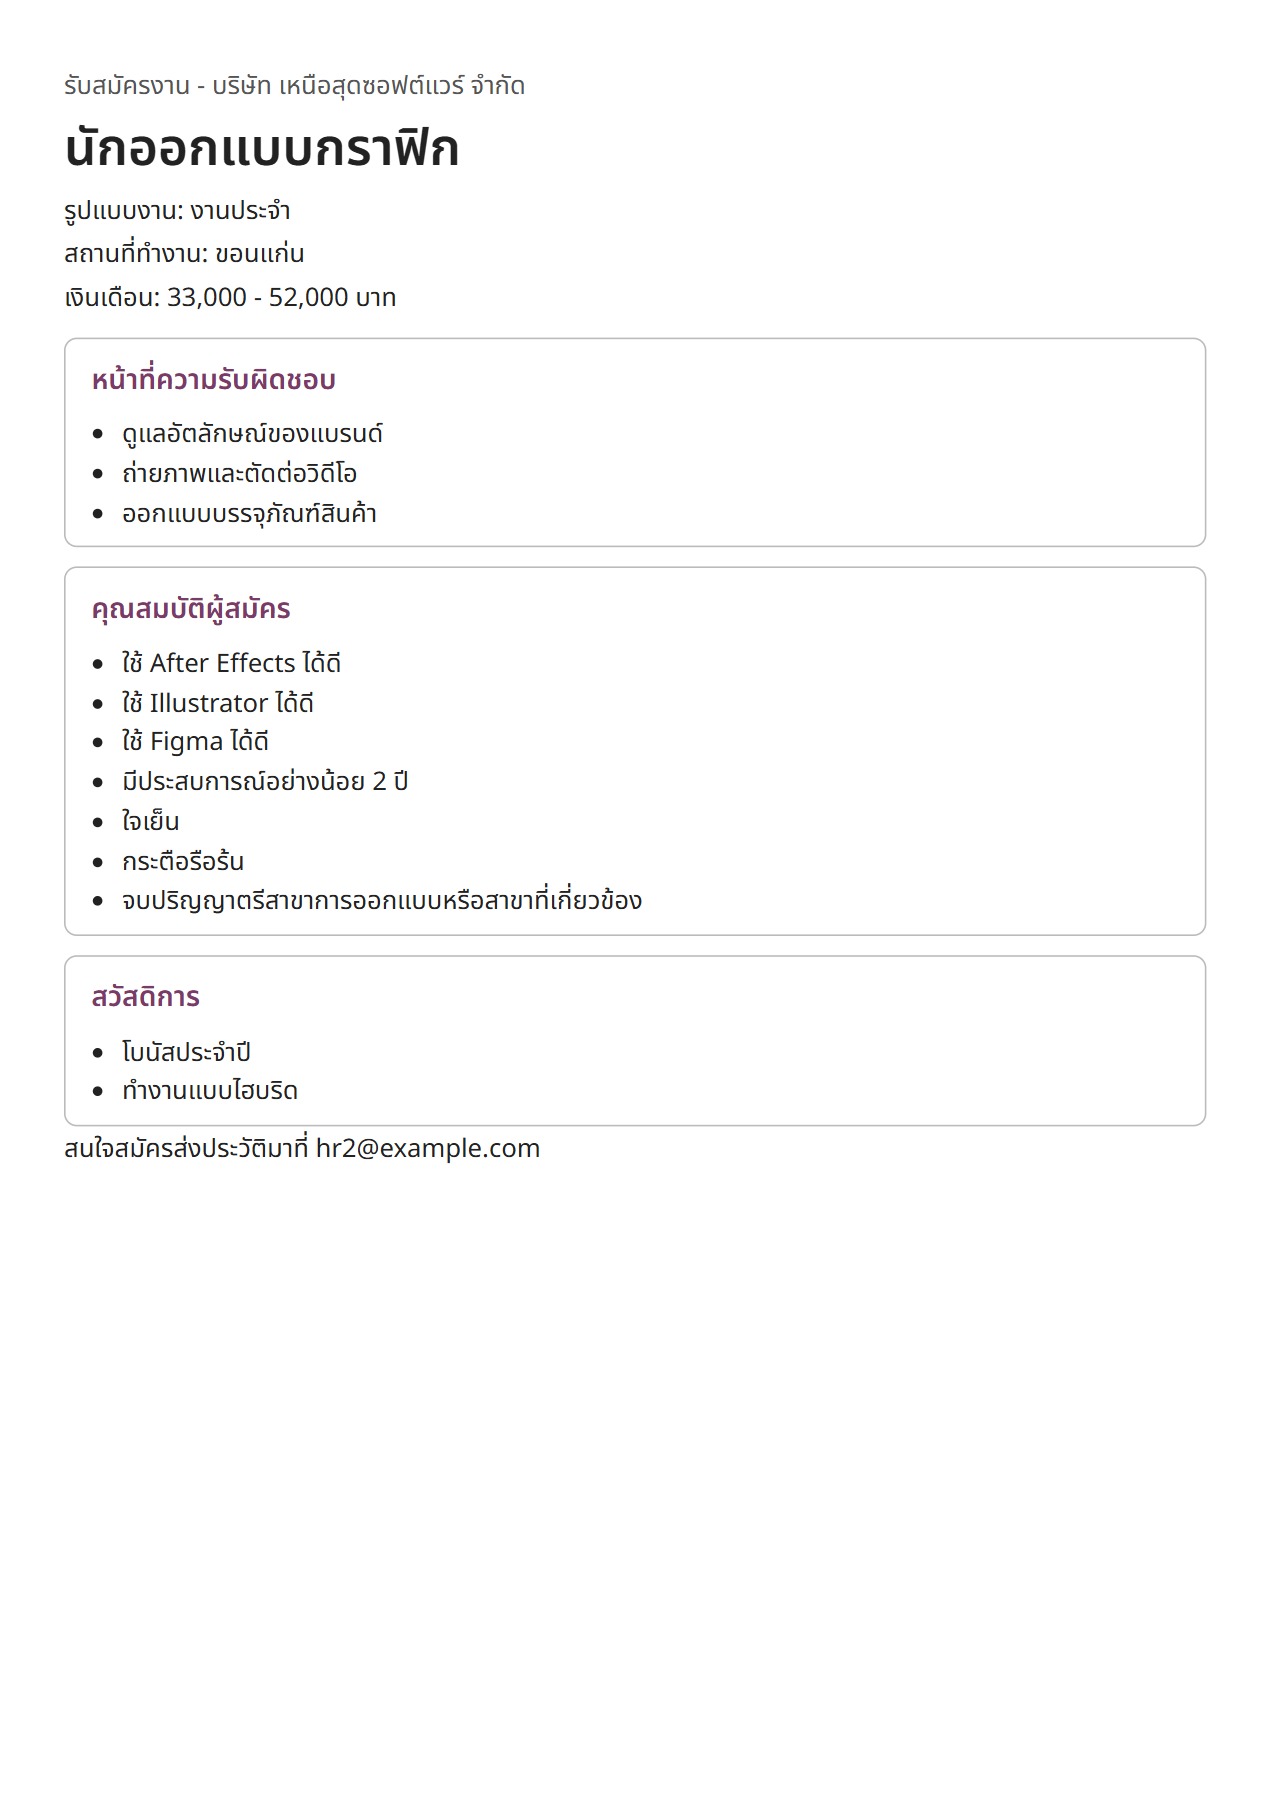 รับสมัครงาน - บริษัท เหนือสุดซอฟต์แวร์ จำกัด
นักออกแบบกราฟิก
รูปแบบงาน: งานประจำ
สถานที่ทำงาน: ขอนแก่น
เงินเดือน: 33,000 - 52,000 บาท
หน้าที่ความรับผิดชอบ
• ดูแลอัตลักษณ์ของแบรนด์
• ถ่ายภาพและตัดต่อวิดีโอ
• ออกแบบบรรจุภัณฑ์สินค้า
คุณสมบัติผู้สมัคร
• ใช้ After Effects ได้ดี
• ใช้ Illustrator ได้ดี
• ใช้ Figma ได้ดี
• มีประสบการณ์อย่างน้อย 2 ปี
• ใจเย็น
• กระตือรือร้น
• จบปริญญาตรีสาขาการออกแบบหรือสาขาที่เกี่ยวข้อง
สวัสดิการ
• โบนัสประจำปี
• ทำงานแบบไฮบริด
สนใจสมัครส่งประวัติมาที่ hr2@example.com